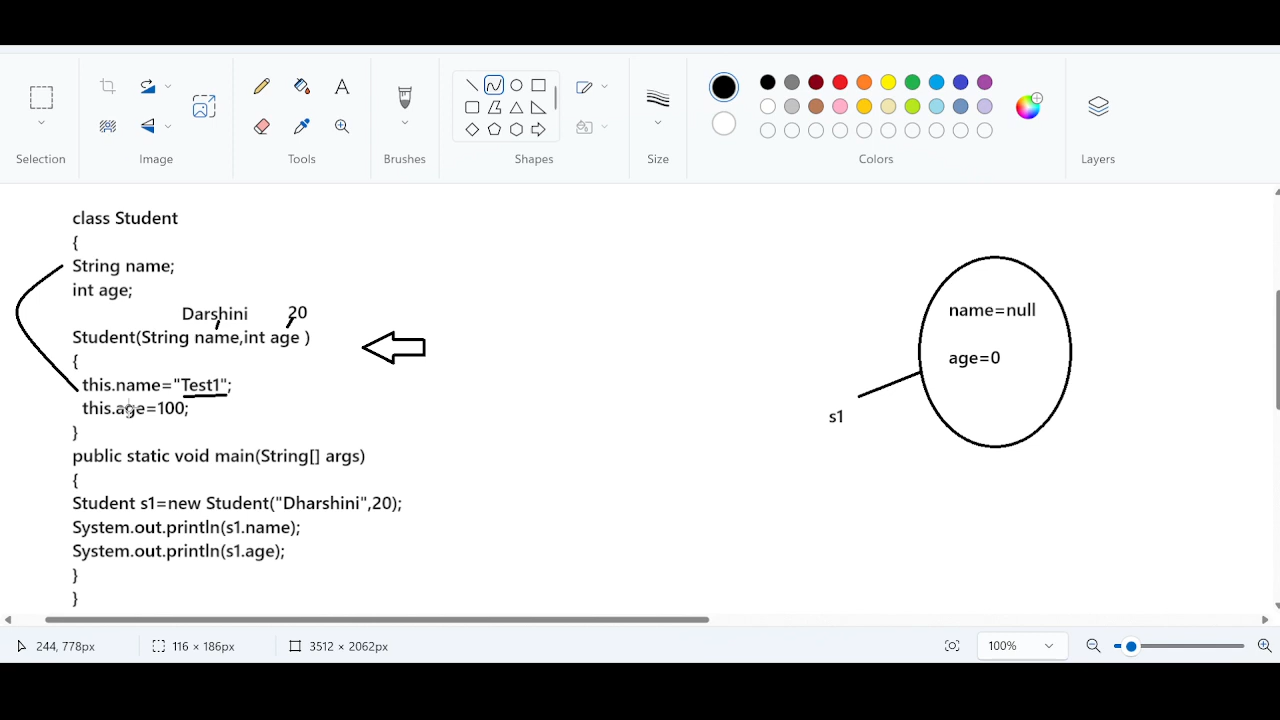 A
Selection
Image
Tools
Brushes
Shapes
Size
Colors
Layers
class Student
{
String name;
int age;
Darshini 20
Student(String name,int age )
{
this.name="Test1";
this.age=100;
}
public static void main(String[] args)
{
Student s1=new Student("Dharshini",20);
System.out.println(s1.name);
System.out.println(s1.age);
}
}
name=null
age=0
s1
244, 778px
116 × 186px
3512 × 2062px
100%